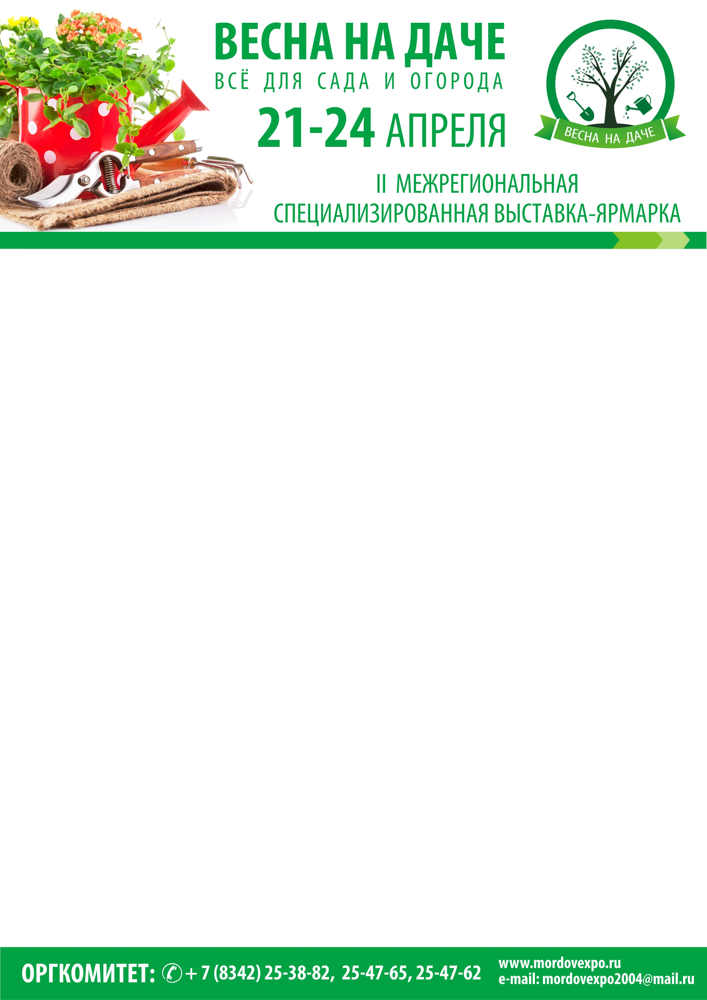 ВЕСНА НА ДАЧЕ
ВСЁ ДЛЯ САДА И ОГОРОДА
21-24 АПРЕЛЯ
ВЕСНА НА ДАЧЕ
II МЕЖРЕГИОНАЛЬНАЯ
СПЕЦИАЛИЗИРОВАННАЯ ВЫСТАВКА-ЯРМАРКА
ОРГКОМИТЕТ: ✆ + 7 (8342) 25-38-82, 25-47-65, 25-47-62
www.mordovexpo.ru
e-mail: mordovexpo2004@mail.ru